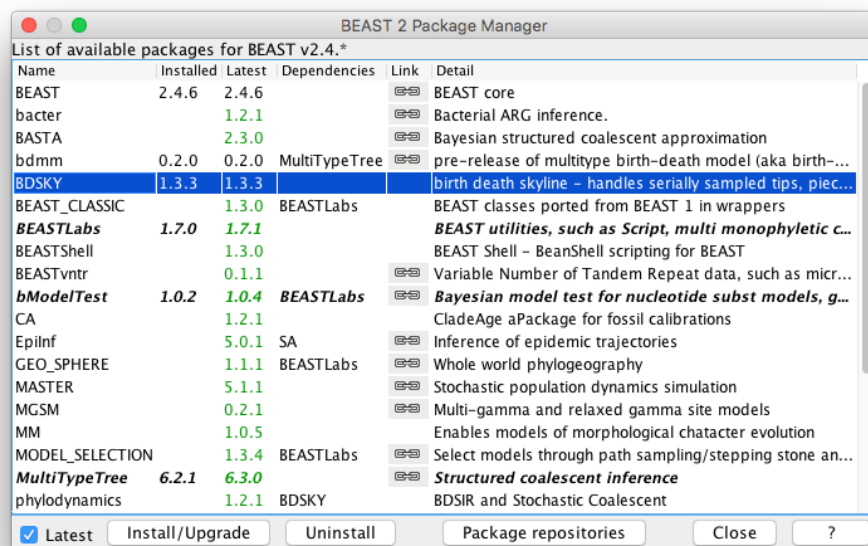 BEAST 2 Package Manager
List of available packages for BEAST v2.4.*
Name Installed Latest Dependencies Link Detail
BEAST 2.4.6 2.4.6 BEAST core
bacter 1.2.1 Bacterial ARG inference.
BASTA 2.3.0 Bayesian structured coalescent approximation
bdmm 0.2.0 0.2.0 MultiTypeTree pre-release of multitype birth-death model (aka birth-...
BDSKY 1.3.3 1.3.3 birth death skyline - handles serially sampled tips, piec...
BEAST_CLASSIC 1.3.0 BEASTLabs BEAST classes ported from BEAST 1 in wrappers
BEASTLabs 1.7.0 1.7.1 BEAST utilities, such as Script, multi monophyletic c...
BEASTShell 1.3.0 BEAST Shell - BeanShell scripting for BEAST
BEASTvntr 0.1.1 Variable Number of Tandem Repeat data, such as micr...
bModelTest 1.0.2 1.0.4 BEASTLabs Bayesian model test for nucleotide subst models, g...
CA 1.2.1 CladeAge aPackage for fossil calibrations
EpiInf 5.0.1 SA Inference of epidemic trajectories
GEO_SPHERE 1.1.1 BEASTLabs Whole world phylogeography
MASTER 5.1.1 Stochastic population dynamics simulation
MGSM 0.2.1 Multi-gamma and relaxed gamma site models
MM 1.0.5 Enables models of morphological chatacter evolution
MODEL_SELECTION 1.3.4 BEASTLabs Select models through path sampling/stepping stone an...
MultiTypeTree 6.2.1 6.3.0 Structured coalescent inference
phylodynamics 1.2.1 BDSKY BDSIR and Stochastic Coalescent
Latest Install/Upgrade Uninstall Package repositories Close ?